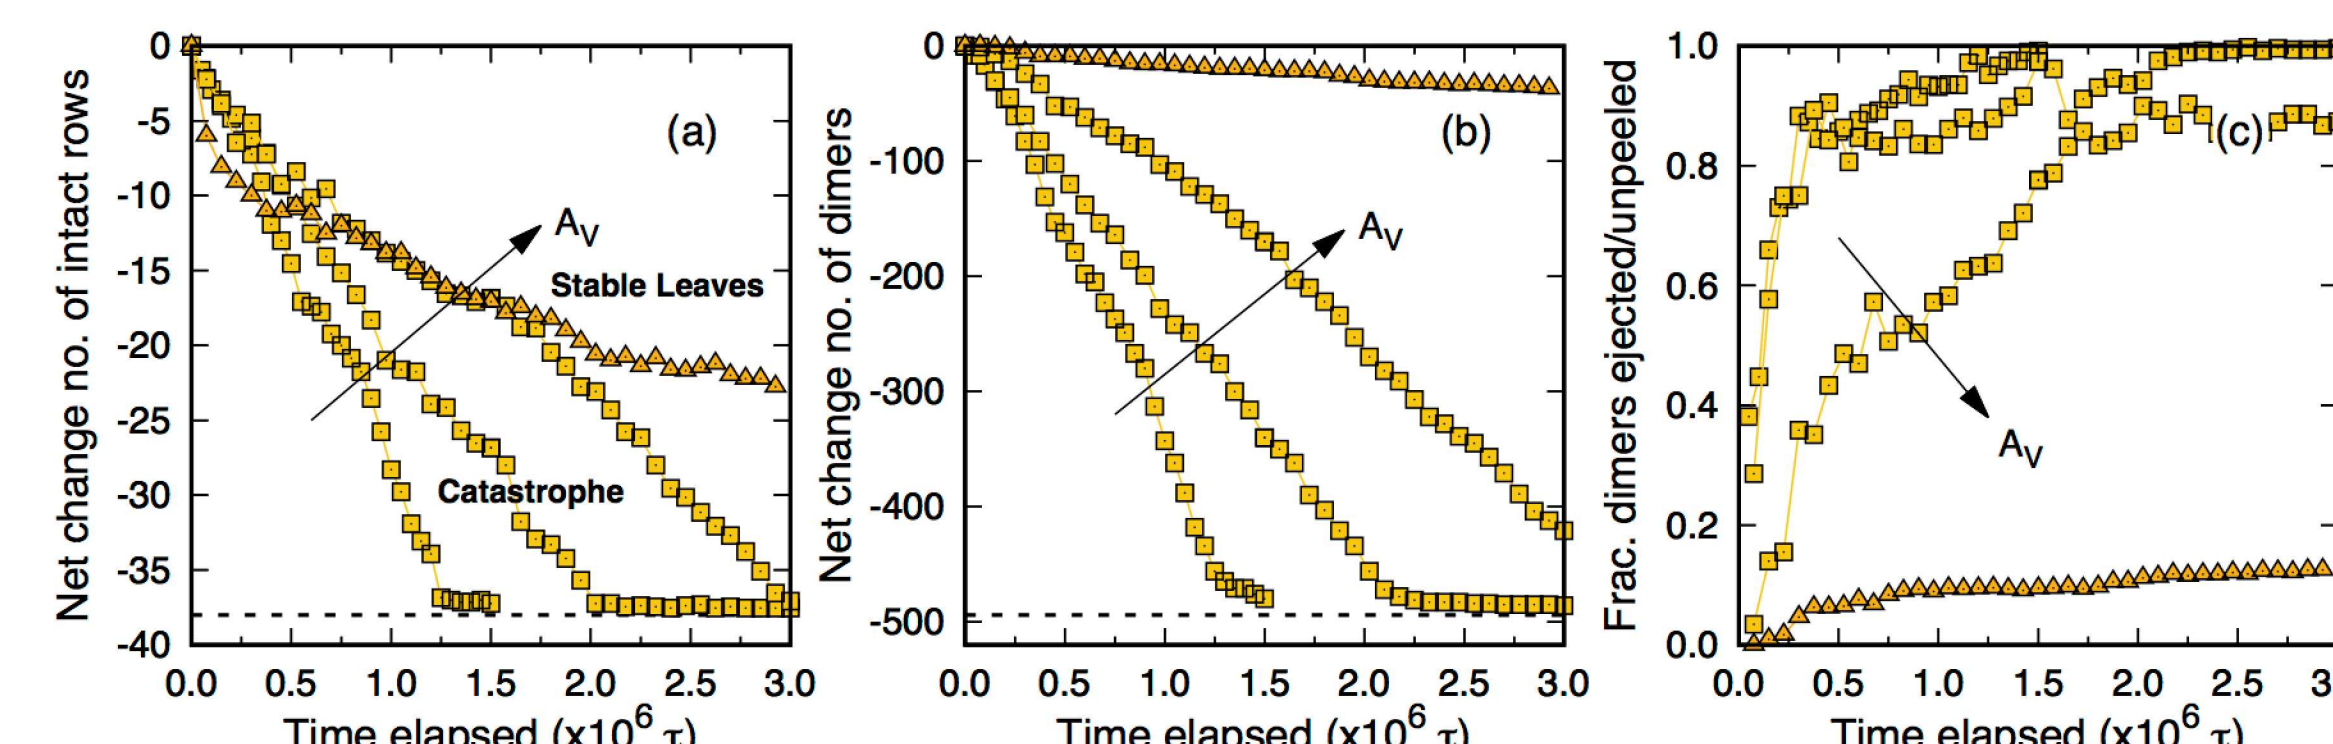 Net change no. of intact rows
0
-5
-10
-15
-20
-25
-30
-35
-40
(a)
A_V
Stable Leaves
Catastrophe
0.0 0.5 1.0 1.5 2.0 2.5 3.0
Time elapsed (x10^6 τ)
Net change no. of dimers
0
-100
-200
-300
-400
-500
(b)
A_V
0.0 0.5 1.0 1.5 2.0 2.5 3.0
Time elapsed (x10^6 τ)
Frac. dimers ejected/unpeeled
1.0
0.8
0.6
0.4
0.2
0.0
(c)
A_V
0.0 0.5 1.0 1.5 2.0 2.5 3
Time elapsed (x10^6 τ)